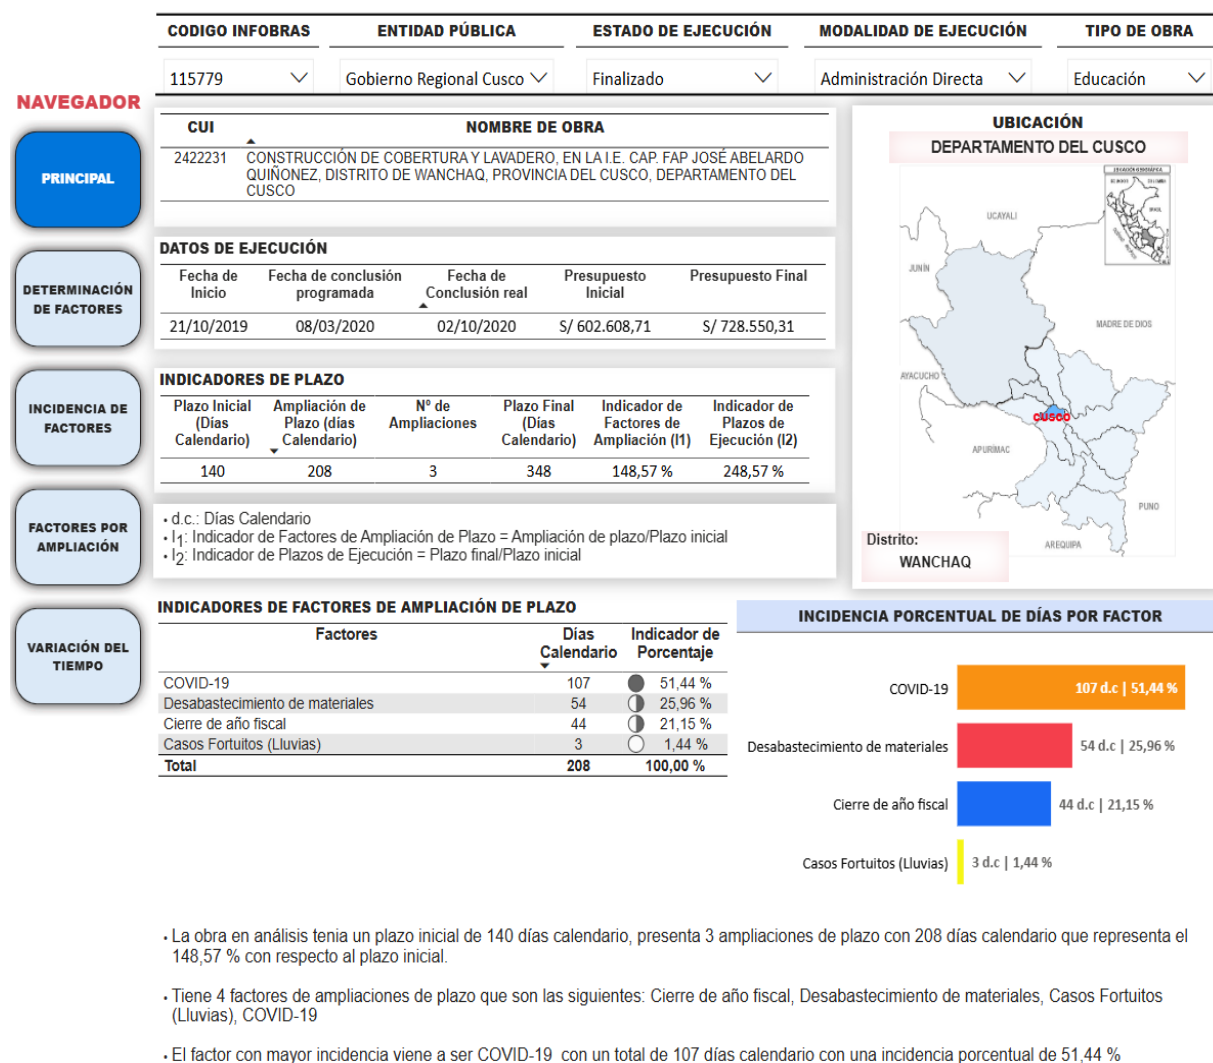 CODIGO INFOBRAS
ENTIDAD PÚBLICA
ESTADO DE EJECUCIÓN
MODALIDAD DE EJECUCIÓN
TIPO DE OBRA
115779
Gobierno Regional Cusco
Finalizado
Administración Directa
Educación
NAVEGADOR
PRINCIPAL
DETERMINACIÓN
DE FACTORES
INCIDENCIA DE
FACTORES
FACTORES POR
AMPLIACIÓN
VARIACIÓN DEL
TIEMPO
CUI
NOMBRE DE OBRA
2422231
CONSTRUCCIÓN DE COBERTURA Y LAVADERO, EN LA I.E. CAP. FAP JOSÉ ABELARDO
QUIÑONEZ, DISTRITO DE WANCHAQ, PROVINCIA DEL CUSCO, DEPARTAMENTO DEL
CUSCO
DATOS DE EJECUCIÓN
Fecha de
Inicio
Fecha de conclusión
programada
Fecha de
Conclusión real
Presupuesto
Inicial
Presupuesto Final
21/10/2019
08/03/2020
02/10/2020
S/ 602.608,71
S/ 728.550,31
INDICADORES DE PLAZO
Plazo Inicial
(Días
Calendario)
Ampliación de
Plazo (días
Calendario)
Nº de
Ampliaciones
Plazo Final
(Días
Calendario)
Indicador de
Factores de
Ampliación (I1)
Indicador de
Plazos de
Ejecución (I2)
140
208
3
348
148,57 %
248,57 %
• d.c.: Días Calendario
• I1: Indicador de Factores de Ampliación de Plazo = Ampliación de plazo/Plazo inicial
• I2: Indicador de Plazos de Ejecución = Plazo final/Plazo inicial
UBICACIÓN
DEPARTAMENTO DEL CUSCO
UCAYALI
JUNÍN
MADRE DE DIOS
AYACUCHO
CUSCO
APURÍMAC
PUNO
AREQUIPA
Distrito:
WANCHAQ
INDICADORES DE FACTORES DE AMPLIACIÓN DE PLAZO
Factores
Días
Calendario
Indicador de
Porcentaje
COVID-19 107 51,44 %
Desabastecimiento de materiales 54 25,96 %
Cierre de año fiscal 44 21,15 %
Casos Fortuitos (Lluvias) 3 1,44 %
Total 208 100,00 %
INCIDENCIA PORCENTUAL DE DÍAS POR FACTOR
COVID-19 107 d.c | 51,44 %
Desabastecimiento de materiales 54 d.c | 25,96 %
Cierre de año fiscal 44 d.c | 21,15 %
Casos Fortuitos (Lluvias) 3 d.c | 1,44 %
• La obra en análisis tenia un plazo inicial de 140 días calendario, presenta 3 ampliaciones de plazo con 208 días calendario que representa el
148,57 % con respecto al plazo inicial.
• Tiene 4 factores de ampliaciones de plazo que son las siguientes: Cierre de año fiscal, Desabastecimiento de materiales, Casos Fortuitos
(Lluvias), COVID-19
• El factor con mayor incidencia viene a ser COVID-19 con un total de 107 días calendario con una incidencia porcentual de 51,44 %